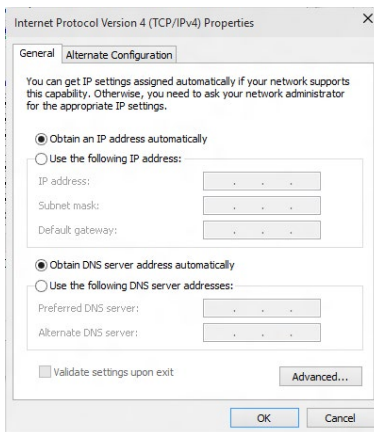 Internet Protocol Version 4 (TCP/IPv4) Properties
General
Alternate Configuration
You can get IP settings assigned automatically if your network supports
this capability. Otherwise, you need to ask your network administrator
for the appropriate IP settings.
Obtain an IP address automatically
Use the following IP address:
IP address:
Subnet mask:
Default gateway:
Obtain DNS server address automatically
Use the following DNS server addresses:
Preferred DNS server:
Alternate DNS server:
Validate settings upon exit
Advanced...
OK
Cancel